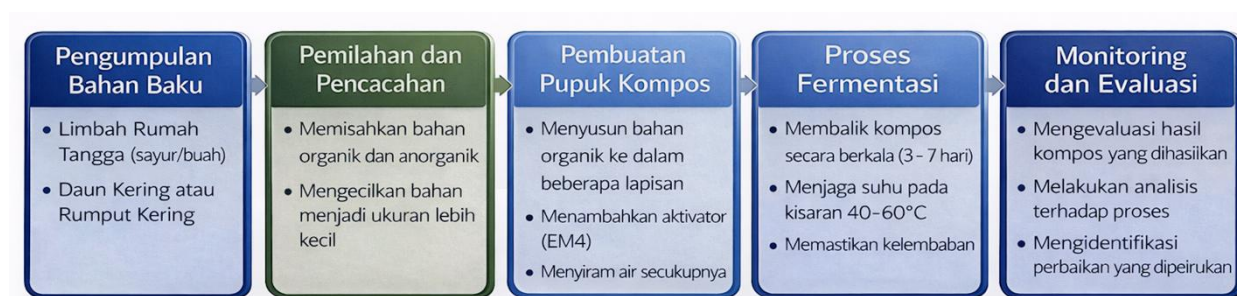 Pengumpulan
Bahan Baku
• Limbah Rumah
Tangga (sayur/buah)
• Daun Kering atau
Rumput Kering
Pemilahan dan
Pencacahan
• Memisahkan bahan
organik dan anorganik
• Mengecilkan bahan
menjadi ukuran lebih
kecil
Pembuatan
Pupuk Kompos
• Menyusun bahan
organik ke dalam
beberapa lapisan
• Menambahkan aktivator
(EM4)
• Menyiram air secukupnya
Proses
Fermentasi
• Membalik kompos
secara berkala (3 - 7 hari)
• Menjaga suhu pada
kisaran 40–60°C
• Memastikan kelembaban
Monitoring
dan Evaluasi
• Mengevaluasi hasil
kompos yang dihasiikan
• Melakukan analisis
terhadap proses
• Mengidentifikasi
perbaikan yang dipeirukan